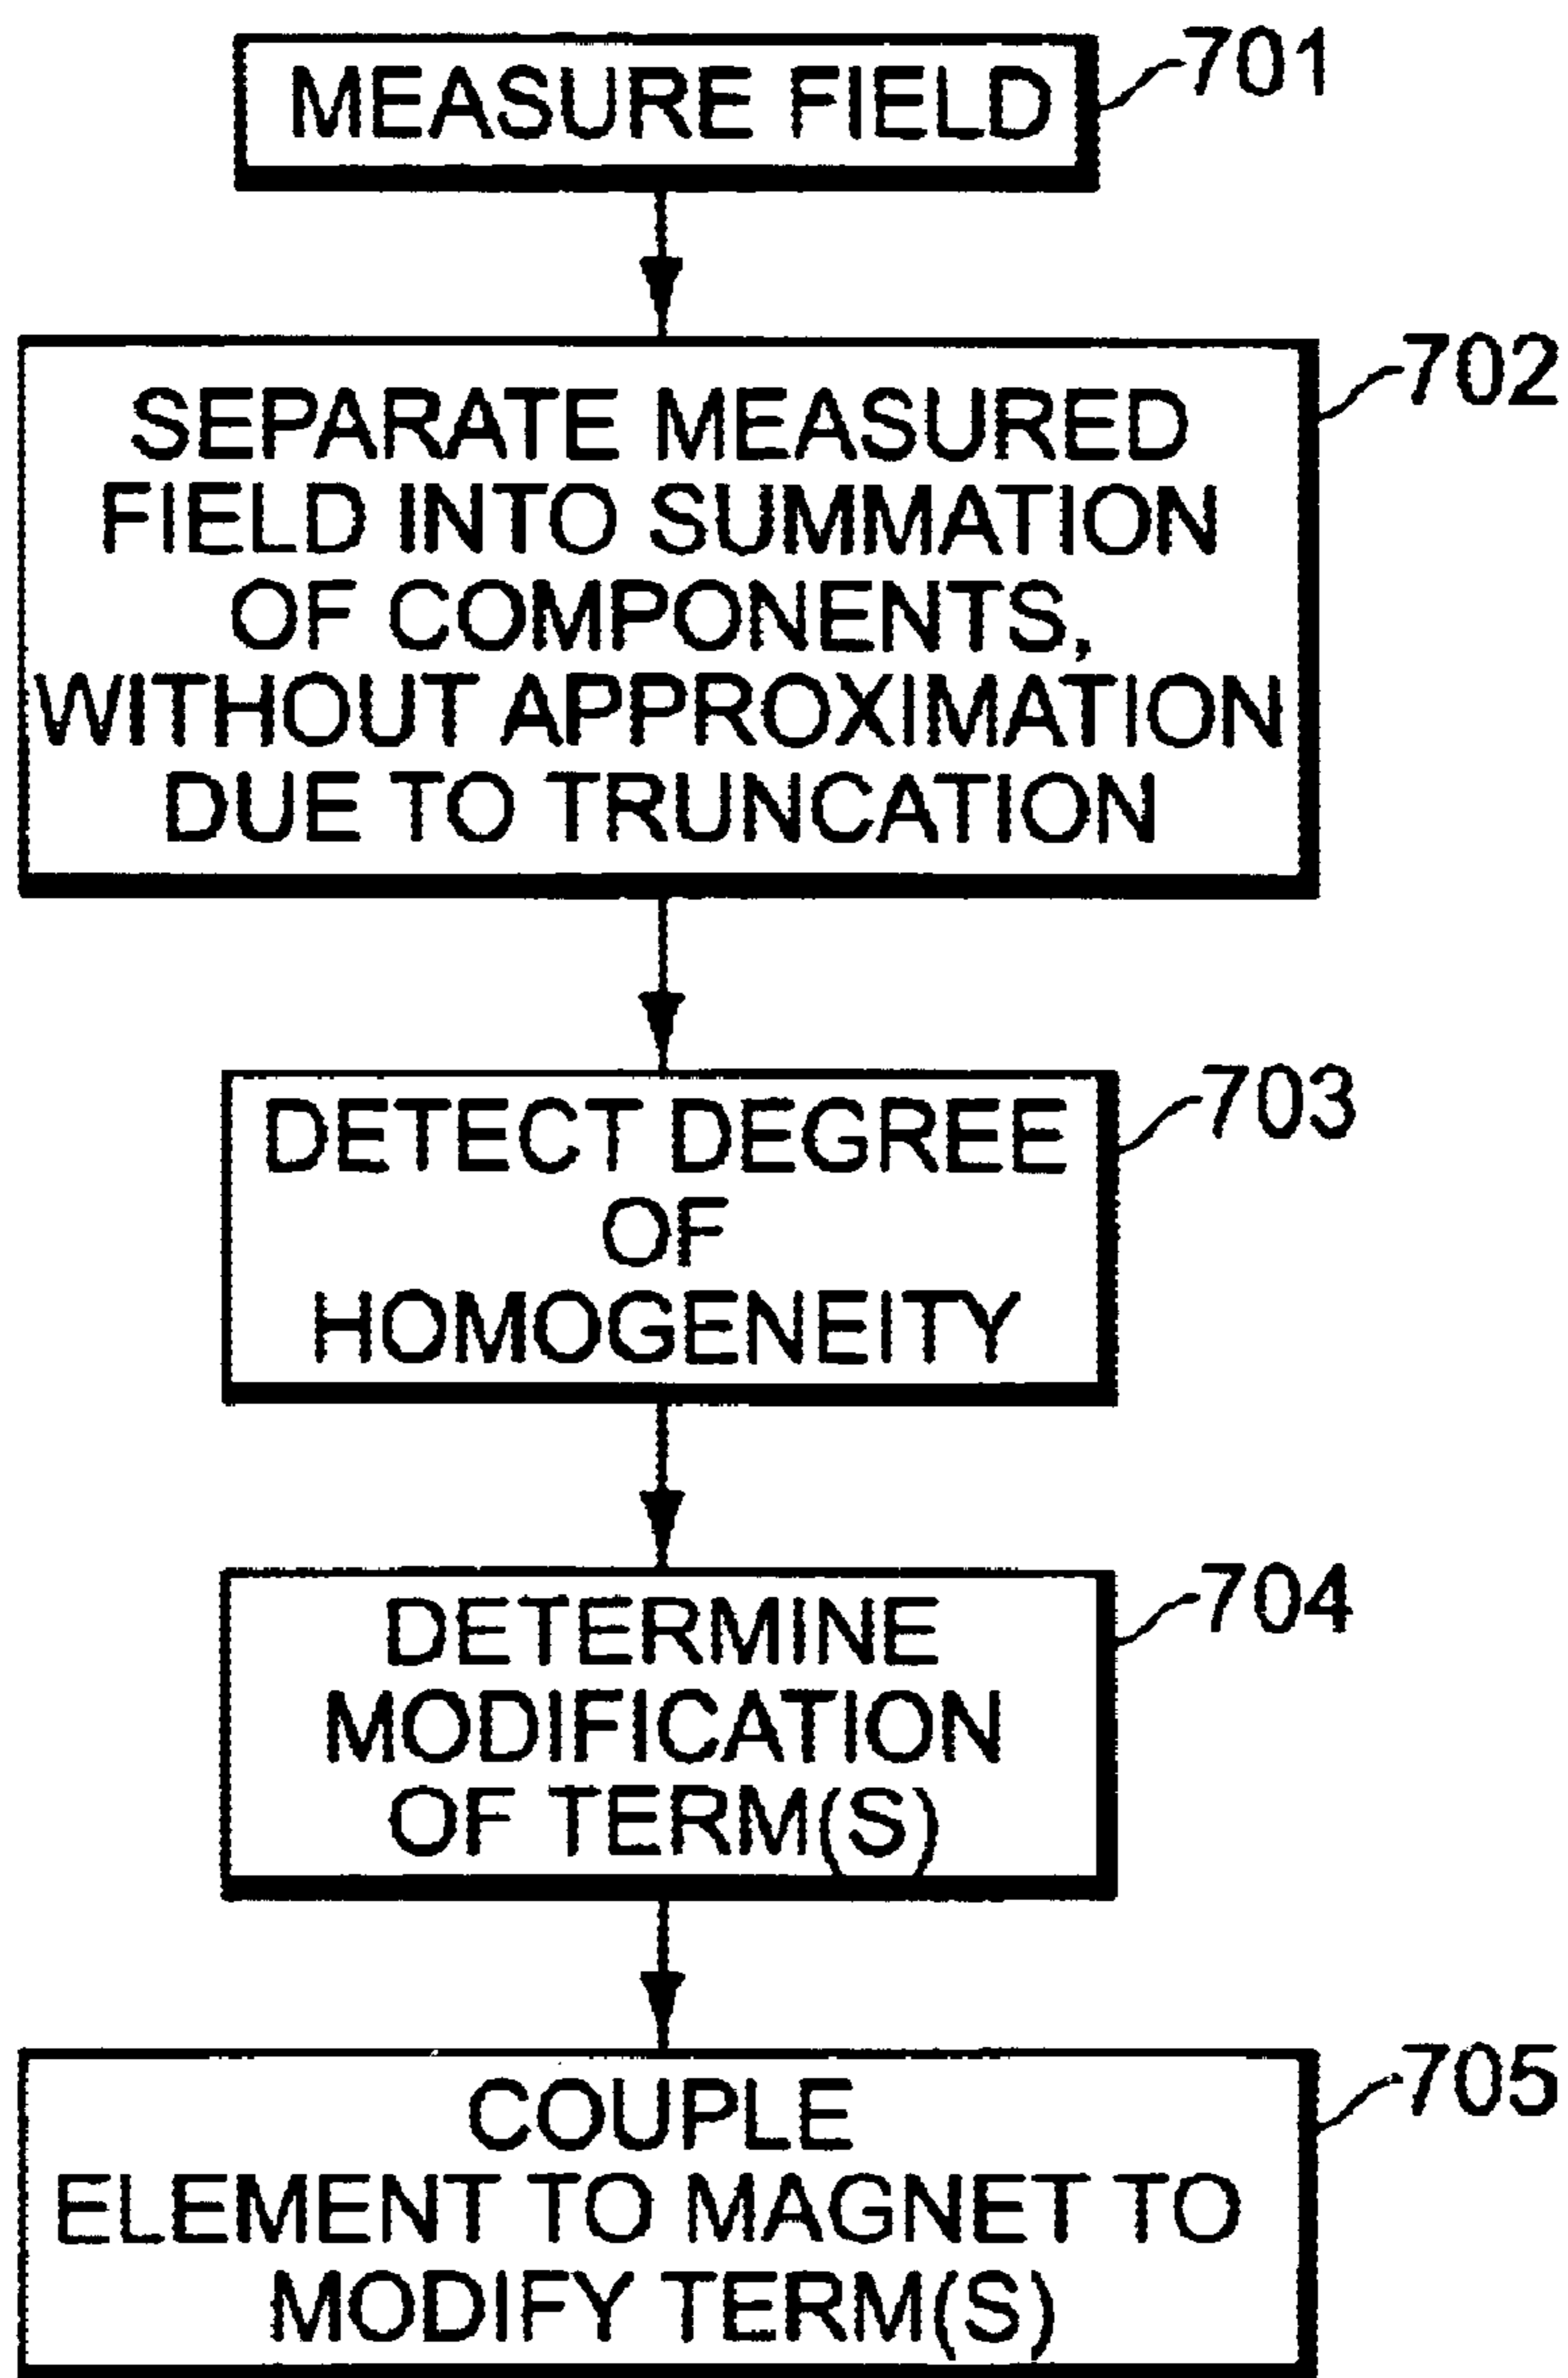 MEASURE FIELD
701
SEPARATE MEASURED
FIELD INTO SUMMATION
OF COMPONENTS,
WITHOUT APPROXIMATION
DUE TO TRUNCATION
702
DETECT DEGREE
OF
HOMOGENEITY
703
DETERMINE
MODIFICATION
OF TERM(S)
704
COUPLE
ELEMENT TO MAGNET TO
MODIFY TERM(S)
705